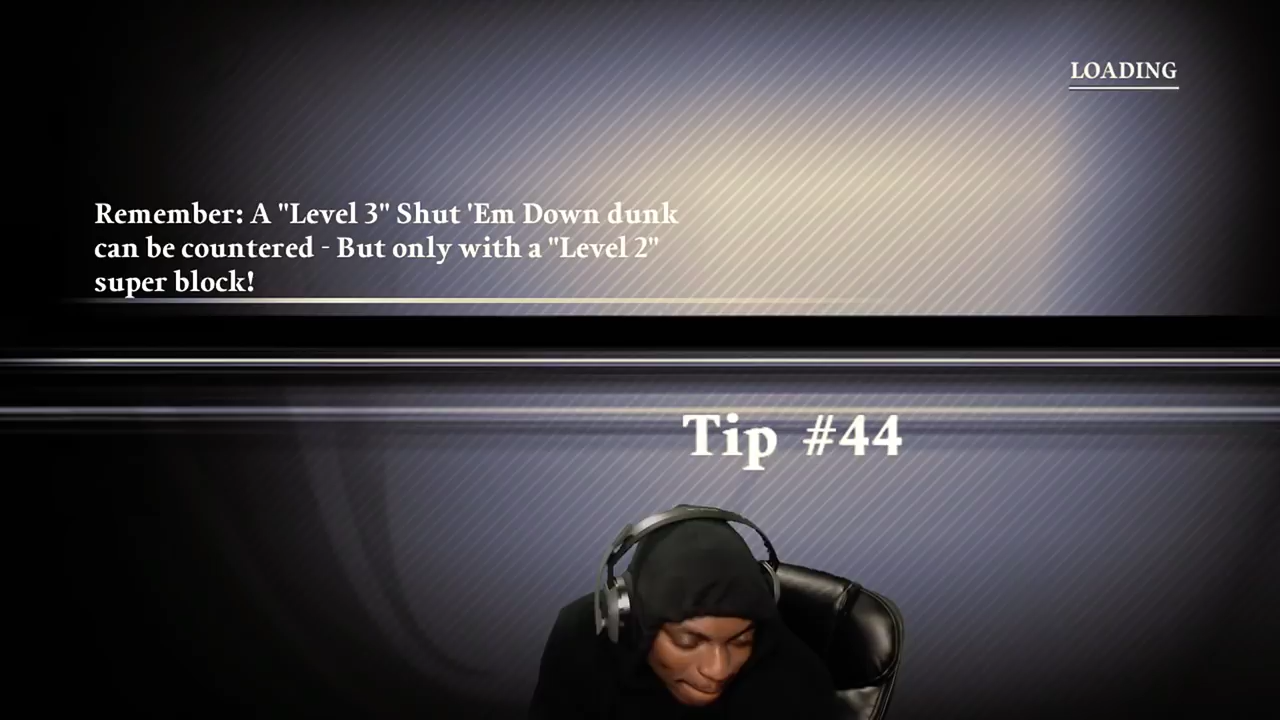 LOADING
Remember: A "Level 3" Shut 'Em Down dunk
can be countered - But only with a "Level 2"
super block!
Tip #44